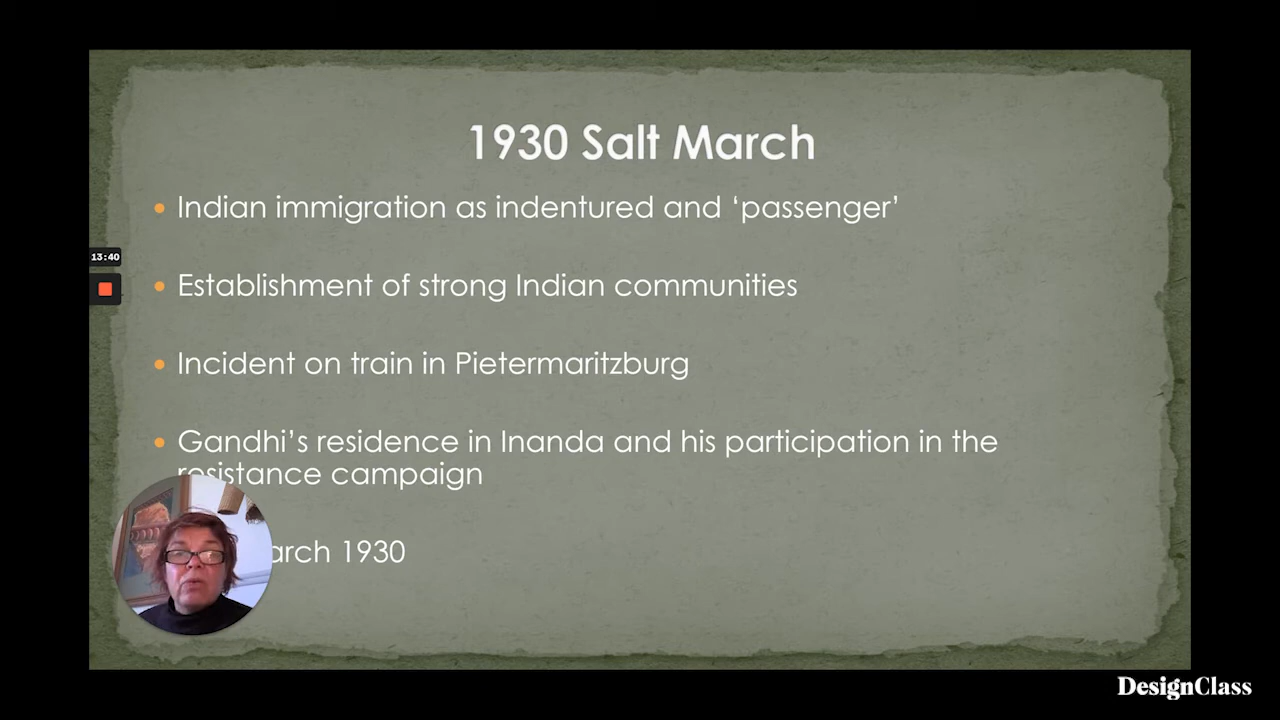 1930 Salt March
• Indian immigration as indentured and ‘passenger’
13:40
• Establishment of strong Indian communities
• Incident on train in Pietermaritzburg
• Gandhi’s residence in Inanda and his participation in the
resistance campaign
1930
DesignClass